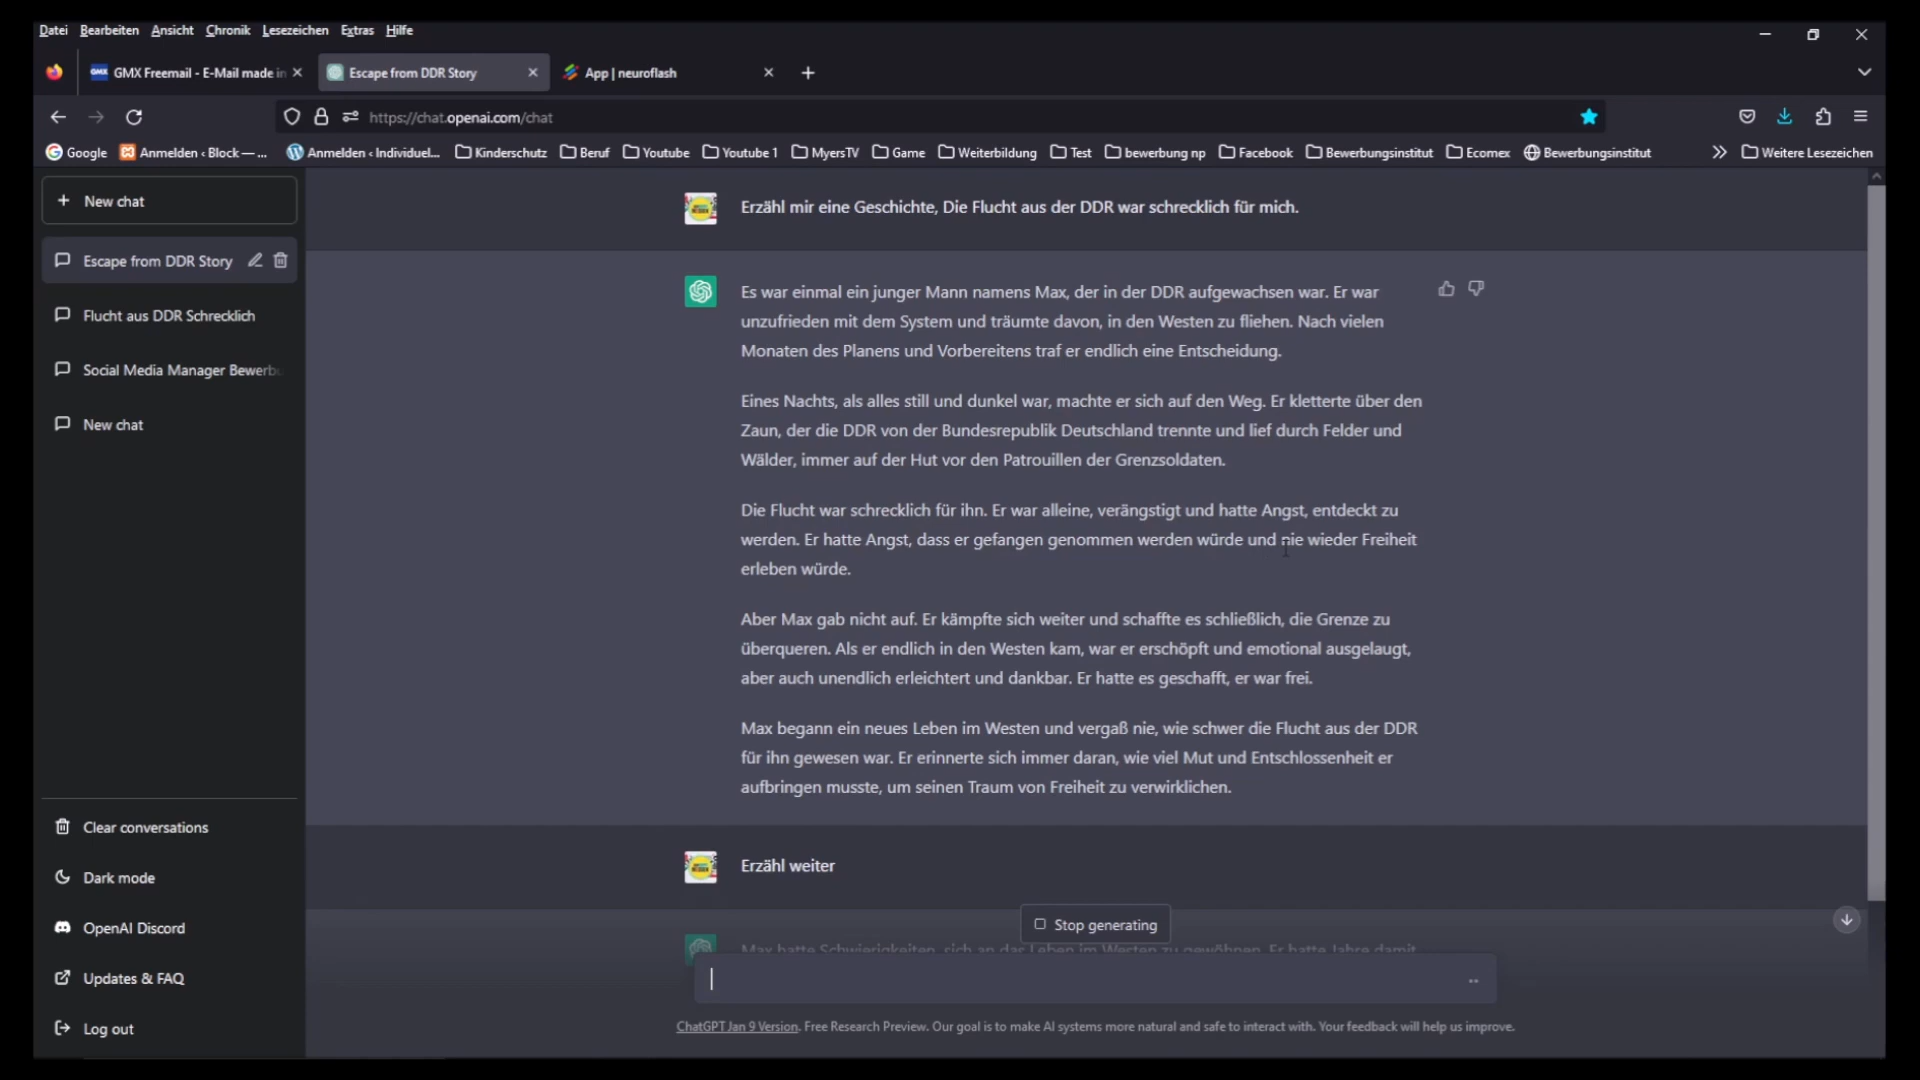 Datei Bearbeiten Ansicht Chronik Lesezeichen Extras Hilfe
GMX Freemail - E-Mail made in
Escape from DDR Story
App | neuroflash
https://chat.openai.com/chat
Google
Anmelden ‹ Block — ...
Anmelden ‹ Individuel...
Kinderschutz
Beruf
Youtube
Youtube 1
MyersTV
Game
Weiterbildung
Test
bewerbung np
Facebook
Bewerbungsinstitut
Ecomex
Bewerbungsinstitut
Weitere Lesezeichen
+ New chat
Escape from DDR Story
Flucht aus DDR Schrecklich
Social Media Manager Bewerbu
New chat
Clear conversations
Dark mode
OpenAI Discord
Updates & FAQ
Log out
Erzähl mir eine Geschichte, Die Flucht aus der DDR war schrecklich für mich.
Es war einmal ein junger Mann namens Max, der in der DDR aufgewachsen war. Er war
unzufrieden mit dem System und träumte davon, in den Westen zu fliehen. Nach vielen
Monaten des Planens und Vorbereitens traf er endlich eine Entscheidung.
Eines Nachts, als alles still und dunkel war, machte er sich auf den Weg. Er kletterte über den
Zaun, der die DDR von der Bundesrepublik Deutschland trennte und lief durch Felder und
Wälder, immer auf der Hut vor den Patrouillen der Grenzsoldaten.
Die Flucht war schrecklich für ihn. Er war alleine, verängstigt und hatte Angst, entdeckt zu
werden. Er hatte Angst, dass er gefangen genommen werden würde und nie wieder Freiheit
erleben würde.
Aber Max gab nicht auf. Er kämpfte sich weiter und schaffte es schließlich, die Grenze zu
überqueren. Als er endlich in den Westen kam, war er erschöpft und emotional ausgelaugt,
aber auch unendlich erleichtert und dankbar. Er hatte es geschafft, er war frei.
Max begann ein neues Leben im Westen und vergaß nie, wie schwer die Flucht aus der DDR
für ihn gewesen war. Er erinnerte sich immer daran, wie viel Mut und Entschlossenheit er
aufbringen musste, um seinen Traum von Freiheit zu verwirklichen.
Erzähl weiter
Stop generating
Max hatte Schwierigkeiten, sich an das Leben im Westen zu gewöhnen. Er hatte Jahre damit
ChatGPT Jan 9 Version. Free Research Preview. Our goal is to make AI systems more natural and safe to interact with. Your feedback will help us improve.